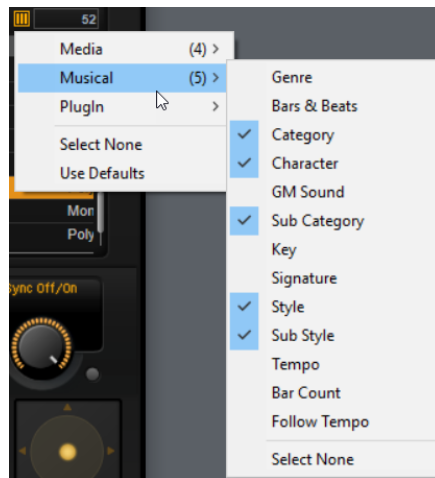 52
Media (4) >
Musical (5) >
PlugIn >
Select None
Use Defaults
Mon
Poly
Sync Off/On
Genre
Bars & Beats
Category
Character
GM Sound
Sub Category
Key
Signature
Style
Sub Style
Tempo
Bar Count
Follow Tempo
Select None